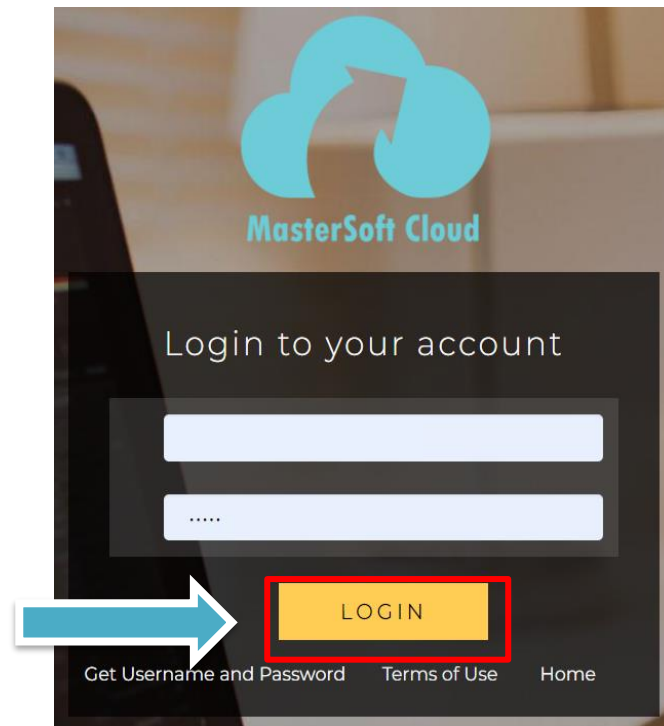 MasterSoft Cloud
Login to your account
.....
LOGIN
Get Username and Password Terms of Use Home